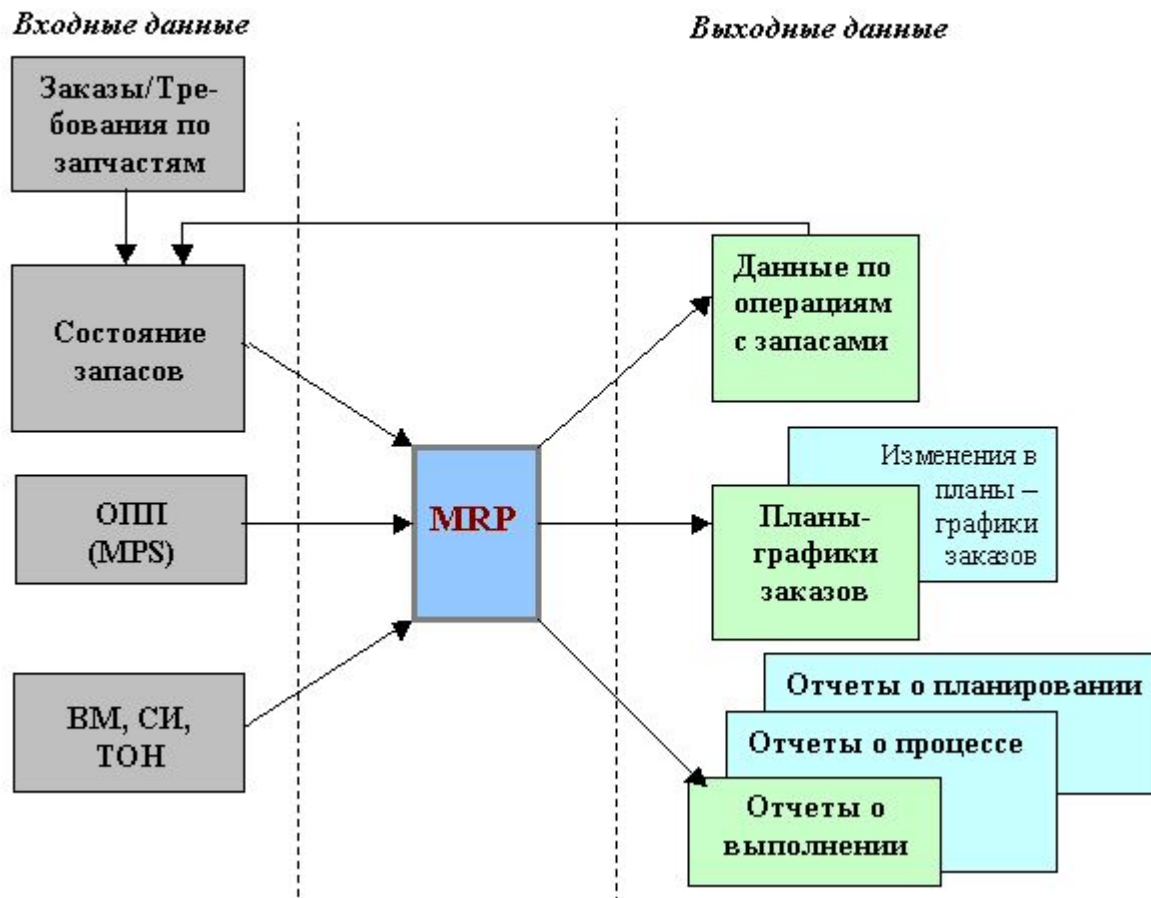 Входные данные
Выходные данные
Заказы/Тре-
бования по
запчастям
Состояние
запасов
ОПП
(MPS)
ВМ, СИ,
ТОН
MRP
Данные по
операциям
с запасами
Изменения в
планы –
графики
заказов
Планы-
графики
заказов
Отчеты о планировании
Отчеты о процессе
Отчеты о
выполнении